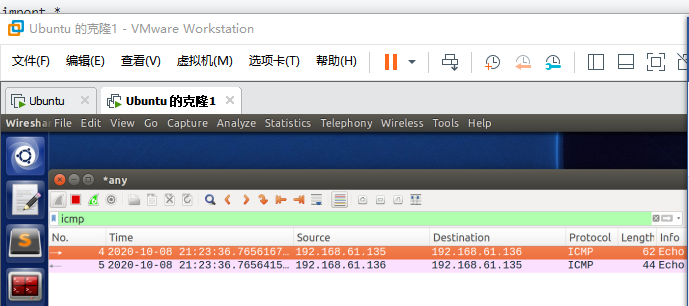 import *
Ubuntu 的克隆1 - VMware Workstation
文件(F) 编辑(E) 查看(V) 虚拟机(M) 选项卡(T) 帮助(H)
Ubuntu × Ubuntu 的克隆1 ×
Wireshar File Edit View Go Capture Analyze Statistics Telephony Wireless Tools Help
*any
icmp
No. Time Source Destination Protocol Length Info
4 2020-10-08 21:23:36.7656167… 192.168.61.135 192.168.61.136 ICMP 62 Echo
5 2020-10-08 21:23:36.7656415… 192.168.61.136 192.168.61.135 ICMP 44 Echo